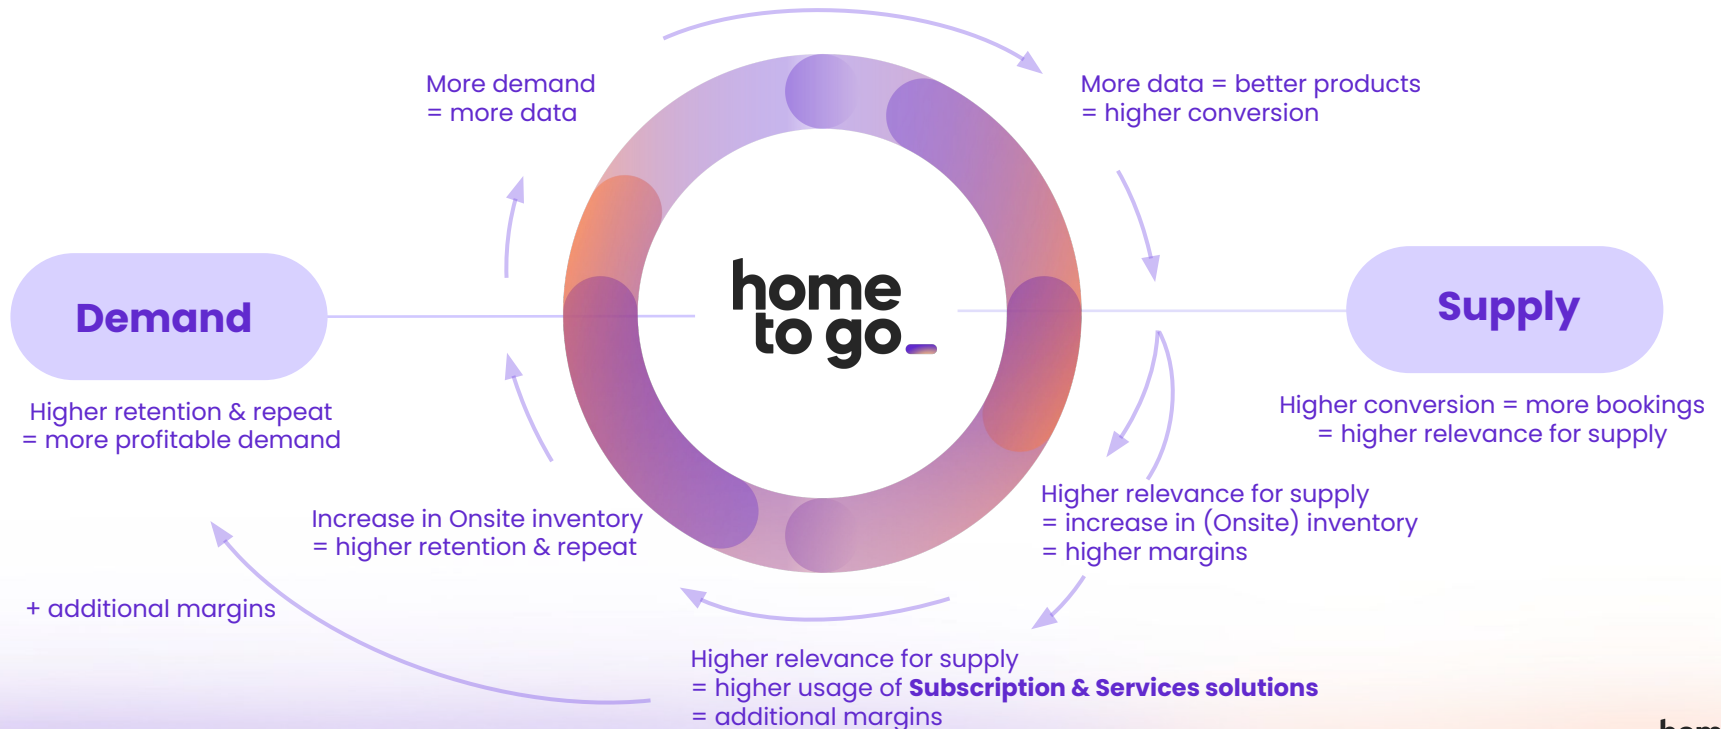 More demand
= more data
More data = better products
= higher conversion
Demand
home
to go_
Supply
Higher retention & repeat
= more profitable demand
Higher conversion = more bookings
= higher relevance for supply
Increase in Onsite inventory
= higher retention & repeat
Higher relevance for supply
= increase in (Onsite) inventory
= higher margins
+ additional margins
Higher relevance for supply
= higher usage of Subscription & Services solutions
= additional margins